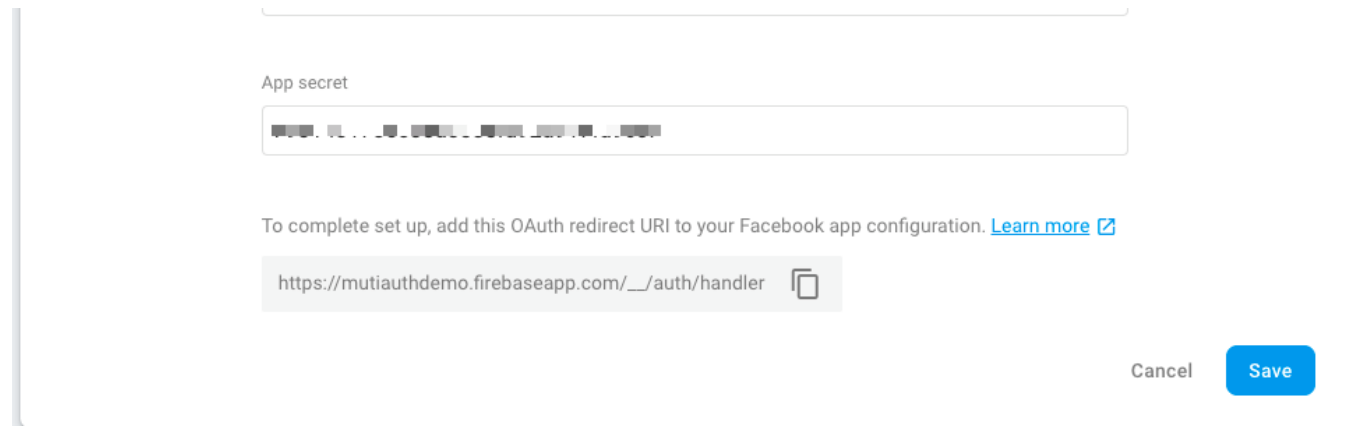 App secret
To complete set up, add this OAuth redirect URI to your Facebook app configuration. Learn more
https://mutiauthdemo.firebaseapp.com/__/auth/handler
Cancel
Save